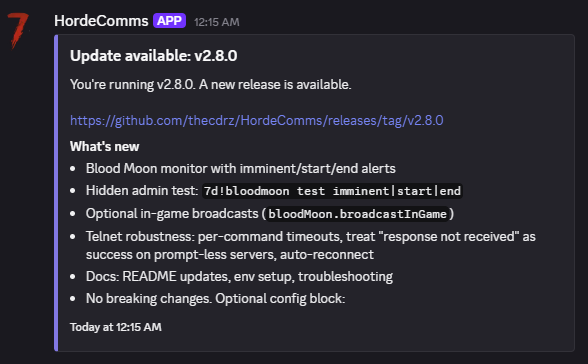 HordeComms APP 12:15 AM
Update available: v2.8.0
You're running v2.8.0. A new release is available.
https://github.com/thecdrz/HordeComms/releases/tag/v2.8.0
What's new
• Blood Moon monitor with imminent/start/end alerts
• Hidden admin test: 7d!bloodmoon test imminent|start|end
• Optional in-game broadcasts (bloodMoon.broadcastInGame)
• Telnet robustness: per-command timeouts, treat "response not received" as
success on prompt-less servers, auto-reconnect
• Docs: README updates, env setup, troubleshooting
• No breaking changes. Optional config block:
Today at 12:15 AM